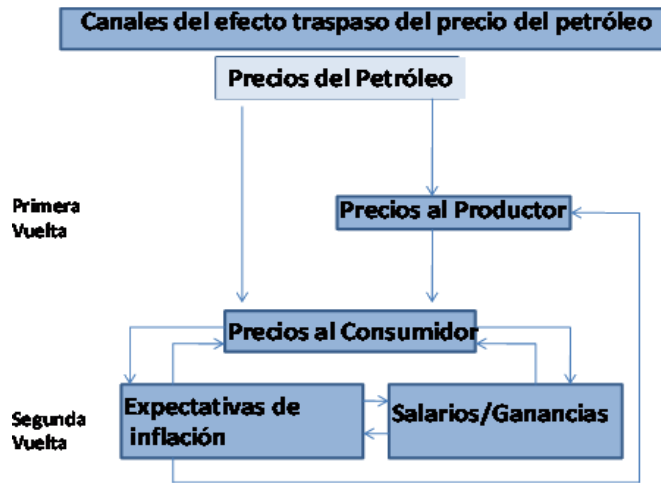 Canales del efecto traspaso del precio del petróleo
Precios del Petróleo
Primera
Vuelta
Precios al Productor
Precios al Consumidor
Segunda
Vuelta
Expectativas de
inflación
Salarios/Ganancias